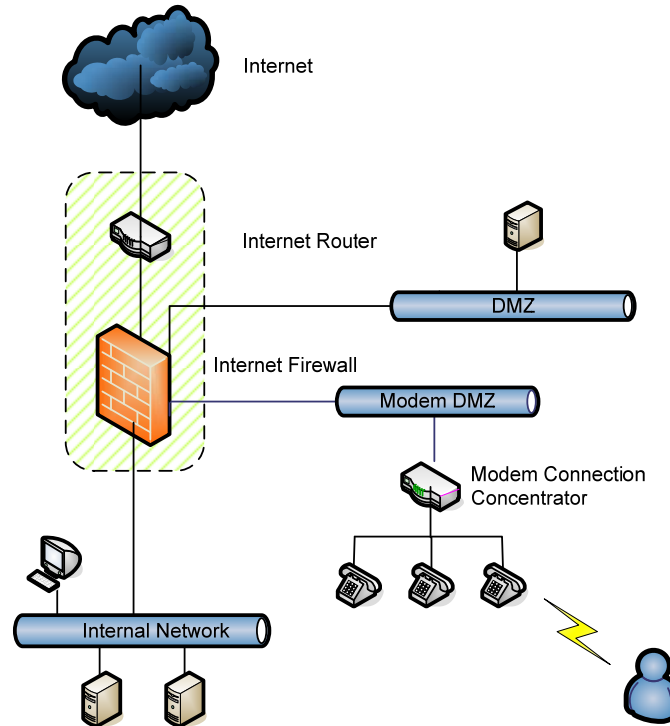 Internet
Internet Router
DMZ
Internet Firewall
Modem DMZ
Modem Connection
Concentrator
Internal Network